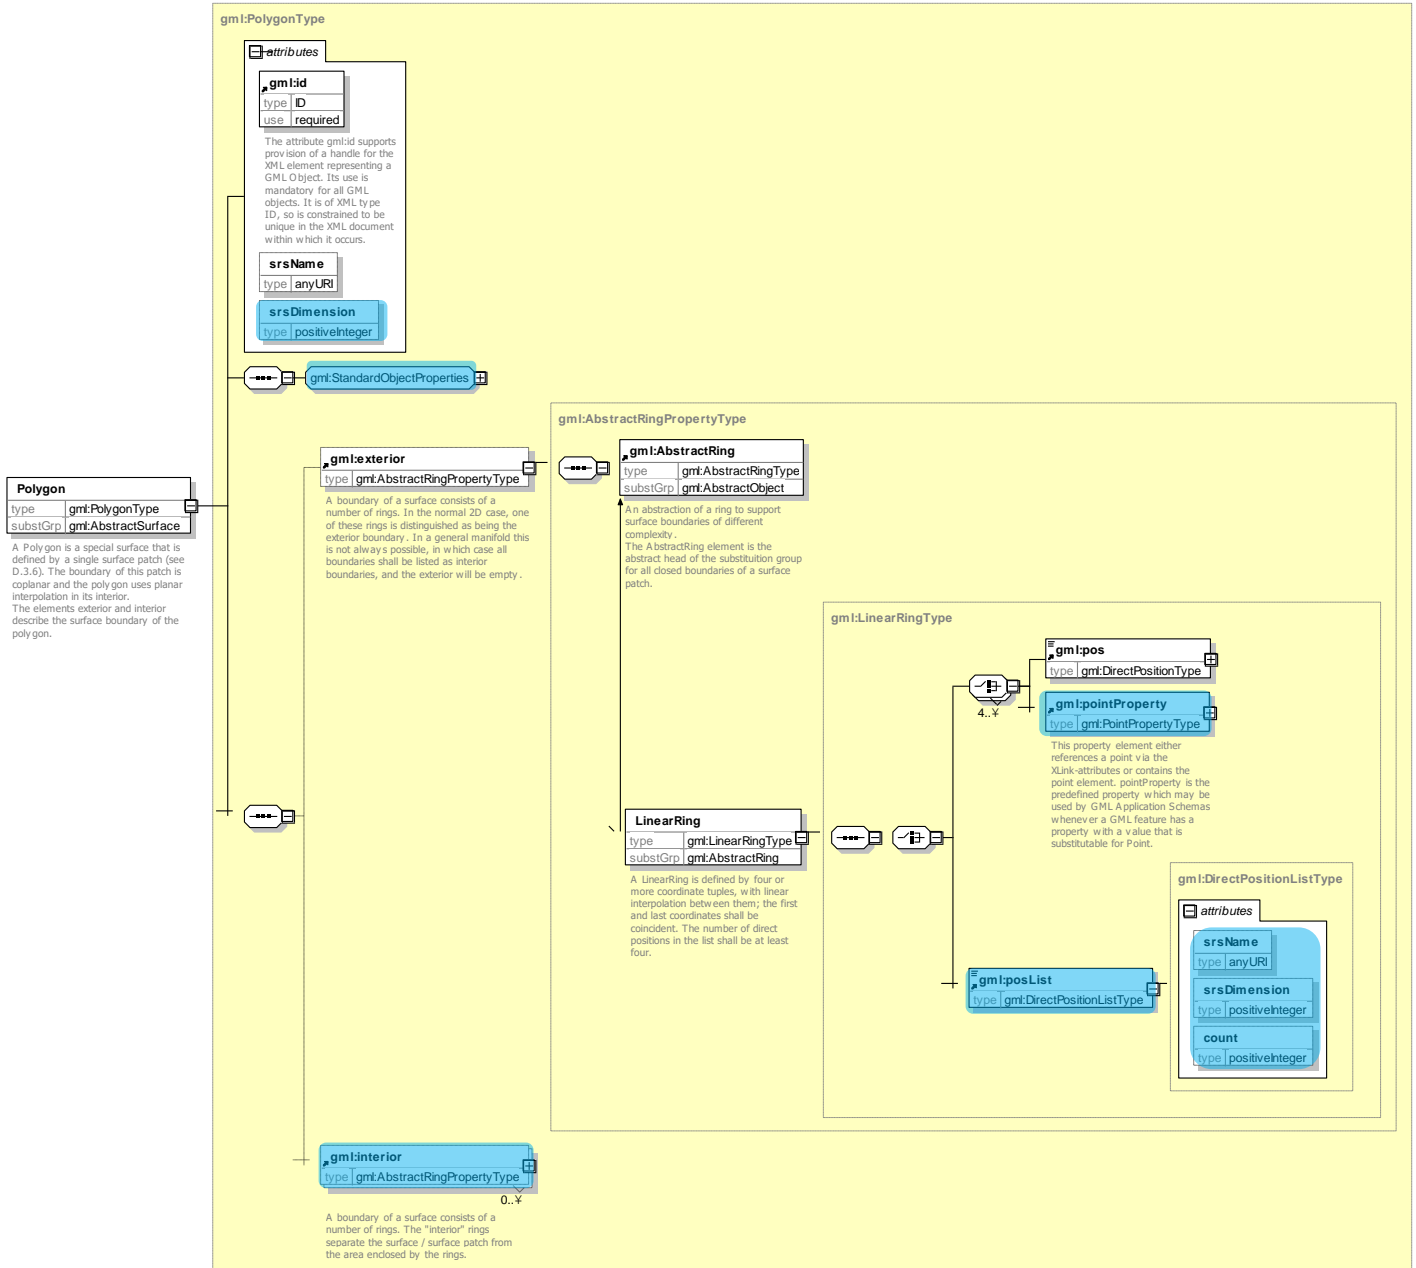 gml:PolygonType
attributes
gml:id
type ID
use required
The attribute gml:id supports
provision of a handle for the
XML element representing a
GML Object. Its use is
mandatory for all GML
objects. It is of XML type
ID, so is constrained to be
unique in the XML document
within which it occurs.
srsName
type anyURI
srsDimension
type positiveInteger
gml:StandardObjectProperties
Polygon
type gml:PolygonType
substGrp gml:AbstractSurface
A Polygon is a special surface that is
defined by a single surface patch (see
D.3.6). The boundary of this patch is
coplanar and the polygon uses planar
interpolation in its interior.
The elements exterior and interior
describe the surface boundary of the
polygon.
gml:exterior
type gml:AbstractRingPropertyType
A boundary of a surface consists of a
number of rings. In the normal 2D case, one
of these rings is distinguished as being the
exterior boundary. In a general manifold this
is not always possible, in which case all
boundaries shall be listed as interior
boundaries, and the exterior will be empty.
gml:AbstractRingPropertyType
gml:AbstractRing
type gml:AbstractRingType
substGrp gml:AbstractObject
An abstraction of a ring to support
surface boundaries of different
complexity.
The AbstractRing element is the
abstract head of the substituition group
for all closed boundaries of a surface
patch.
LinearRing
type gml:LinearRingType
substGrp gml:AbstractRing
A LinearRing is defined by four or
more coordinate tuples, with linear
interpolation between them; the first
and last coordinates shall be
coincident. The number of direct
positions in the list shall be at least
four.
gml:LinearRingType
4..¥
gml:pos
type gml:DirectPositionType
gml:pointProperty
type gml:PointPropertyType
This property element either
references a point via the
XLink-attributes or contains the
point element. pointProperty is the
predefined property which may be
used by GML Application Schemas
whenever a GML feature has a
property with a value that is
substitutable for Point.
gml:posList
type gml:DirectPositionListType
gml:DirectPositionListType
attributes
srsName
type anyURI
srsDimension
type positiveInteger
count
type positiveInteger
gml:interior
type gml:AbstractRingPropertyType
0..¥
A boundary of a surface consists of a
number of rings. The "interior" rings
separate the surface / surface patch from
the area enclosed by the rings.